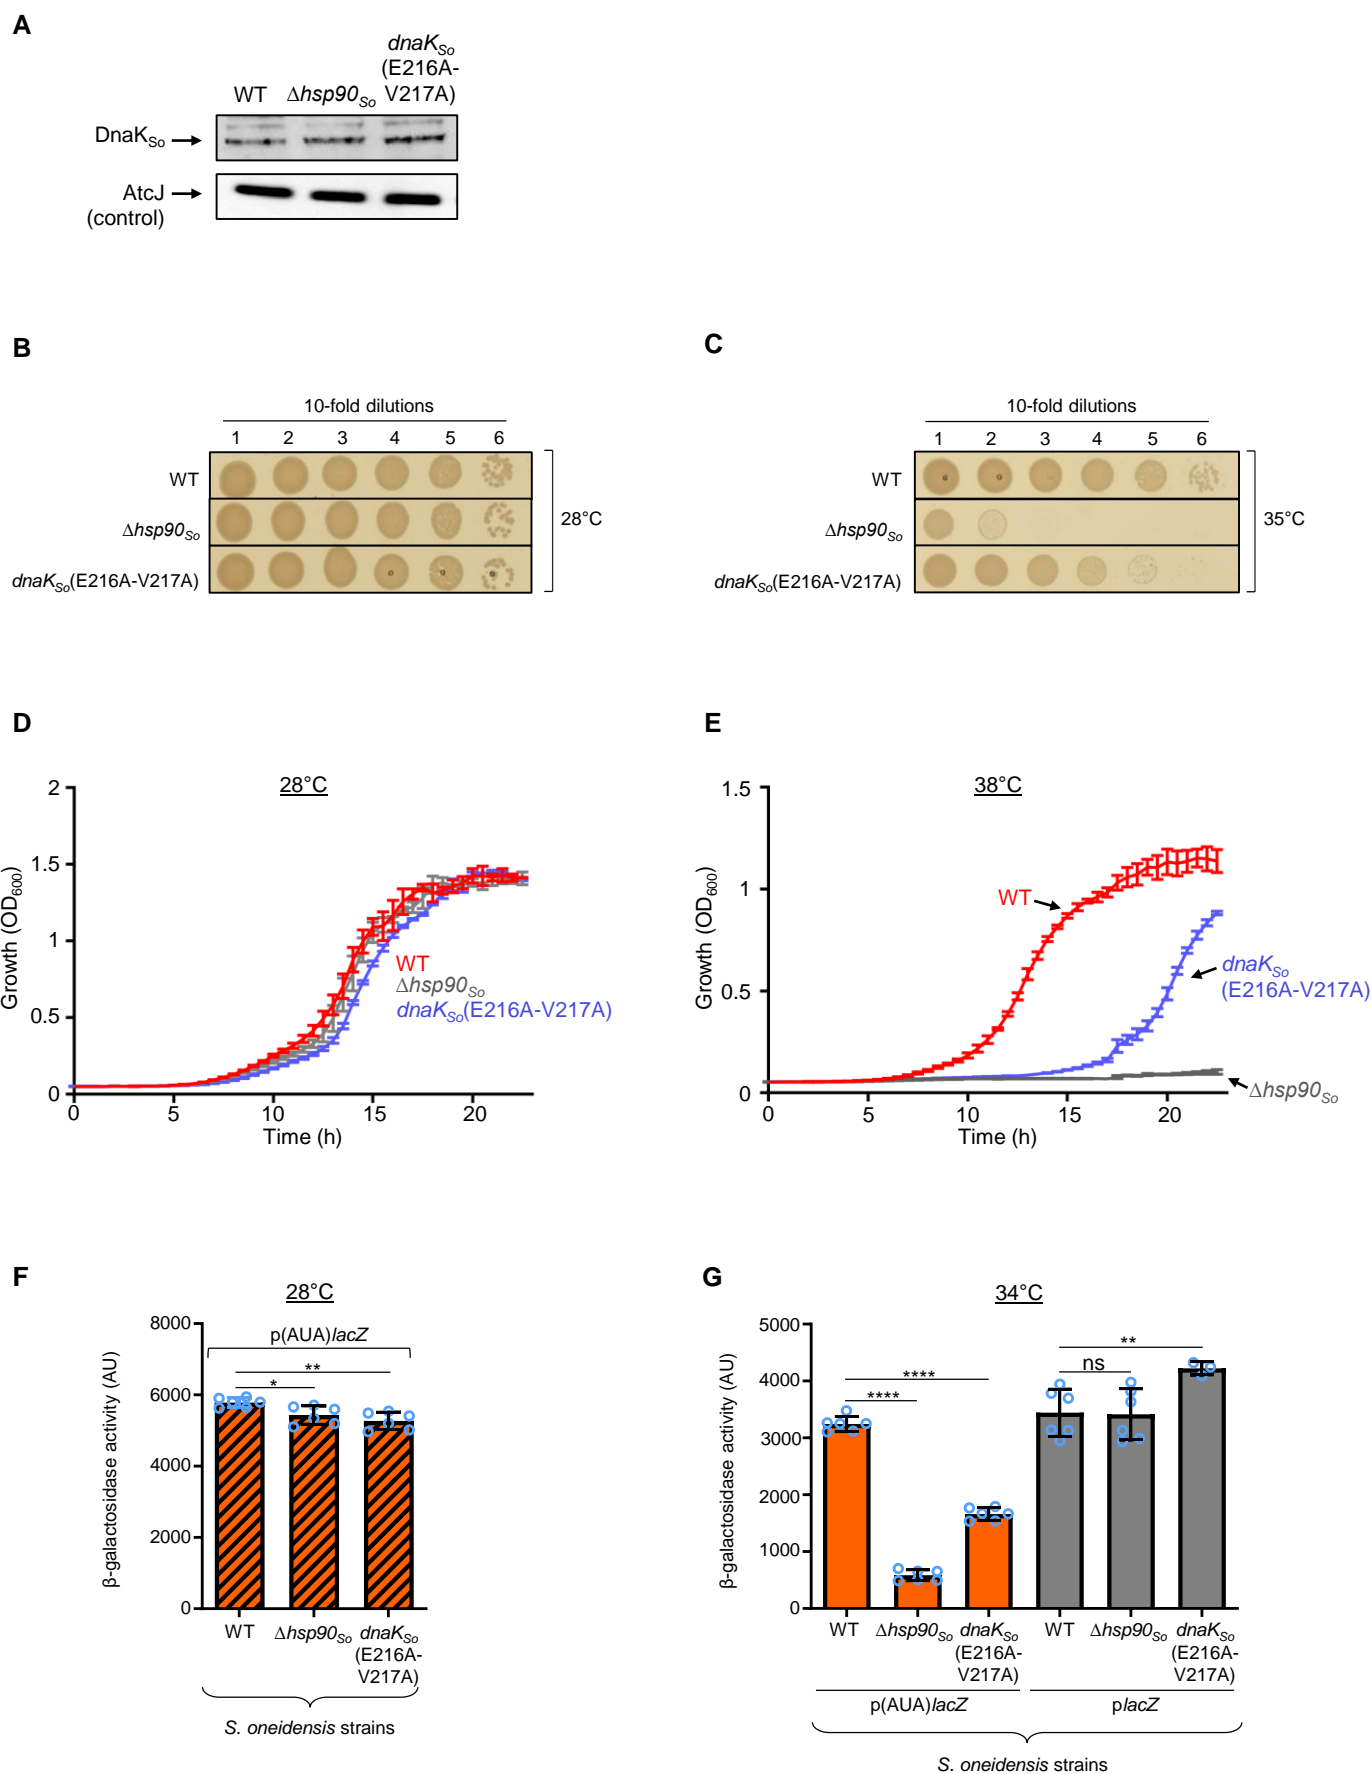 A
WT
Δhsp90So
dnaKSo
(E216A-
V217A)
DnaKSo
AtcJ
(control)
B
10-fold dilutions
1 2 3 4 5 6
WT
Δhsp90So
dnaKSo(E216A-V217A)
28°C
C
10-fold dilutions
1 2 3 4 5 6
WT
Δhsp90So
dnaKSo(E216A-V217A)
35°C
D
28°C
Growth (OD600)
2
1.5
1
0.5
0
WT
Δhsp90So
dnaKSo(E216A-V217A)
0 5 10 15 20
Time (h)
E
38°C
Growth (OD600)
1.5
1
0.5
0
WT
dnaKSo
(E216A-V217A)
Δhsp90So
0 5 10 15 20
Time (h)
F
28°C
β-galactosidase activity (AU)
8000
6000
4000
2000
0
p(AUA)lacZ
**
*
WT
Δhsp90So
dnaKSo
(E216A-
V217A)
S. oneidensis strains
G
34°C
β-galactosidase activity (AU)
5000
4000
3000
2000
1000
0
****
****
**
ns
WT
Δhsp90So
dnaKSo
(E216A-
V217A)
WT
Δhsp90So
dnaKSo
(E216A-
V217A)
p(AUA)lacZ
placZ
S. oneidensis strains